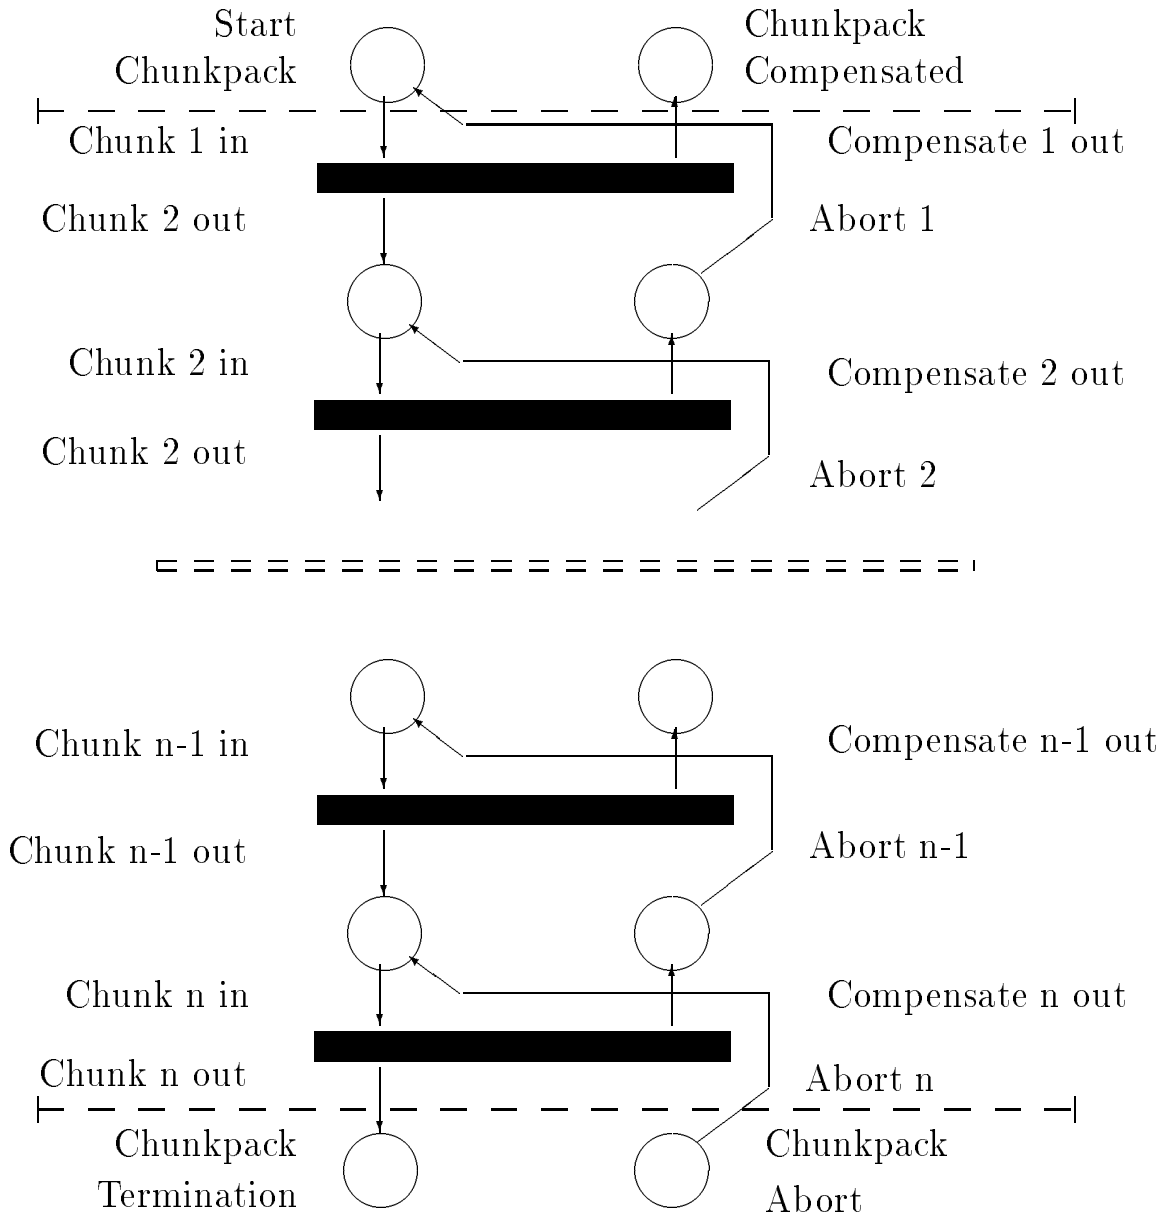 Start
Chunkpack
Chunkpack
Compensated
Chunk 1 in
Compensate 1 out
Chunk 2 out
Abort 1
Chunk 2 in
Compensate 2 out
Chunk 2 out
Abort 2
Chunk n-1 in
Compensate n-1 out
Chunk n-1 out
Abort n-1
Chunk n in
Compensate n out
Chunk n out
Abort n
Chunkpack
Termination
Chunkpack
Abort